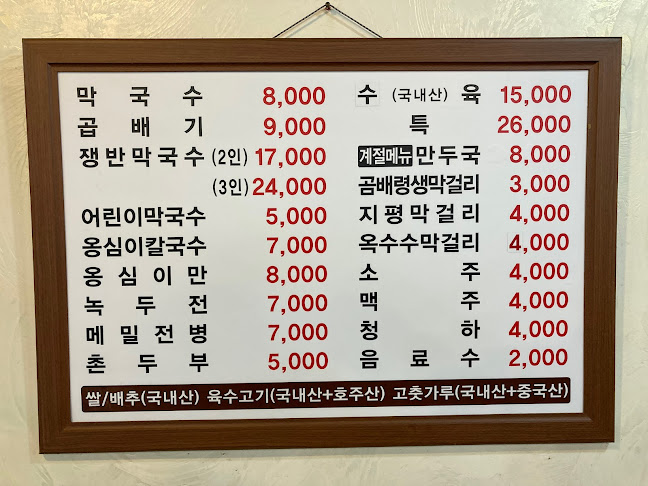 막국수 8,000
곱배기 9,000
쟁반막국수 (2인) 17,000
(3인) 24,000
어린이막국수 5,000
옹심이칼국수 7,000
옹심이만 8,000
녹두전 7,000
메밀전병 7,000
촌두부 5,000
수(국내산)육 15,000
특 26,000
계절메뉴 만두국 8,000
곰배령생막걸리 3,000
지평막걸리 4,000
옥수수막걸리 4,000
소주 4,000
맥주 4,000
청하 4,000
음료수 2,000
쌀/배추(국내산) 육수고기(국내산+호주산) 고춧가루(국내산+중국산)